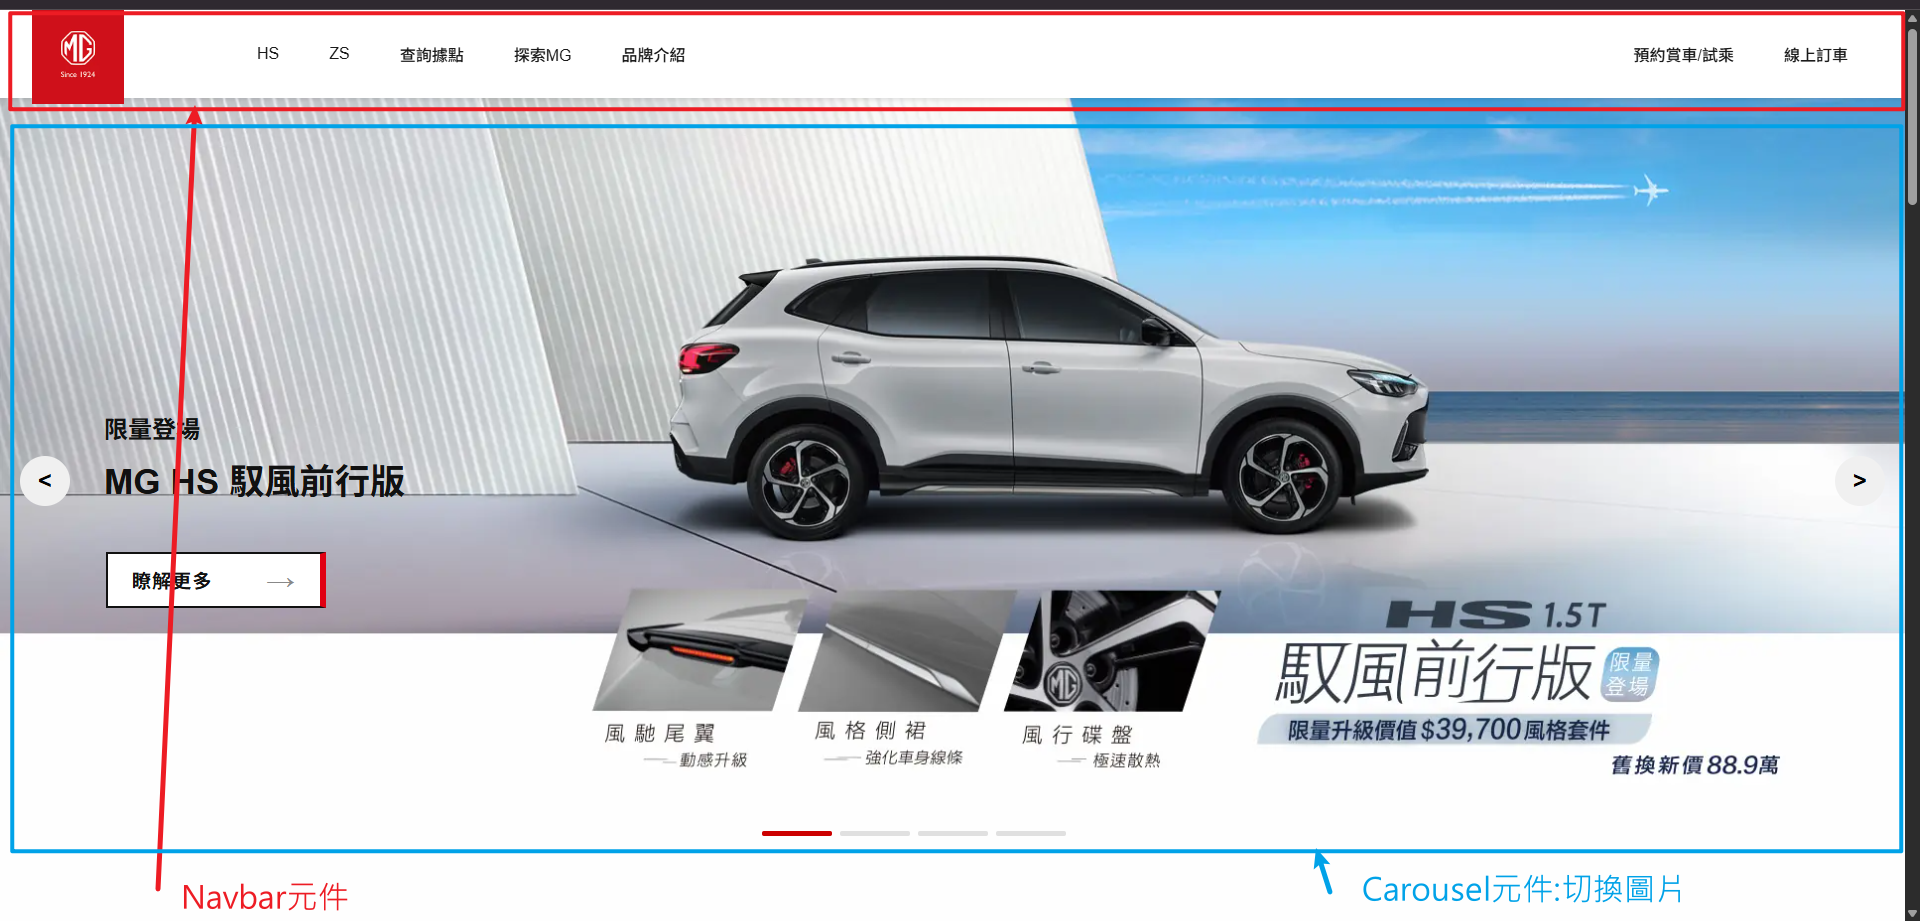 MG
Since 1924
HS
ZS
查詢據點
探索MG
品牌介紹
預約賞車/試乘
線上訂車
限量登場
MG HS 馭風前行版
<
>
瞭解更多
HS 1.5T
馭風前行版
限量
登場
限量升級價值$39,700風格套件
舊換新價88.9萬
MG
風馳尾翼
動感升級
風格側裙
強化車身線條
風行碟盤
極速散熱
Navbar元件
Carousel元件:切換圖片